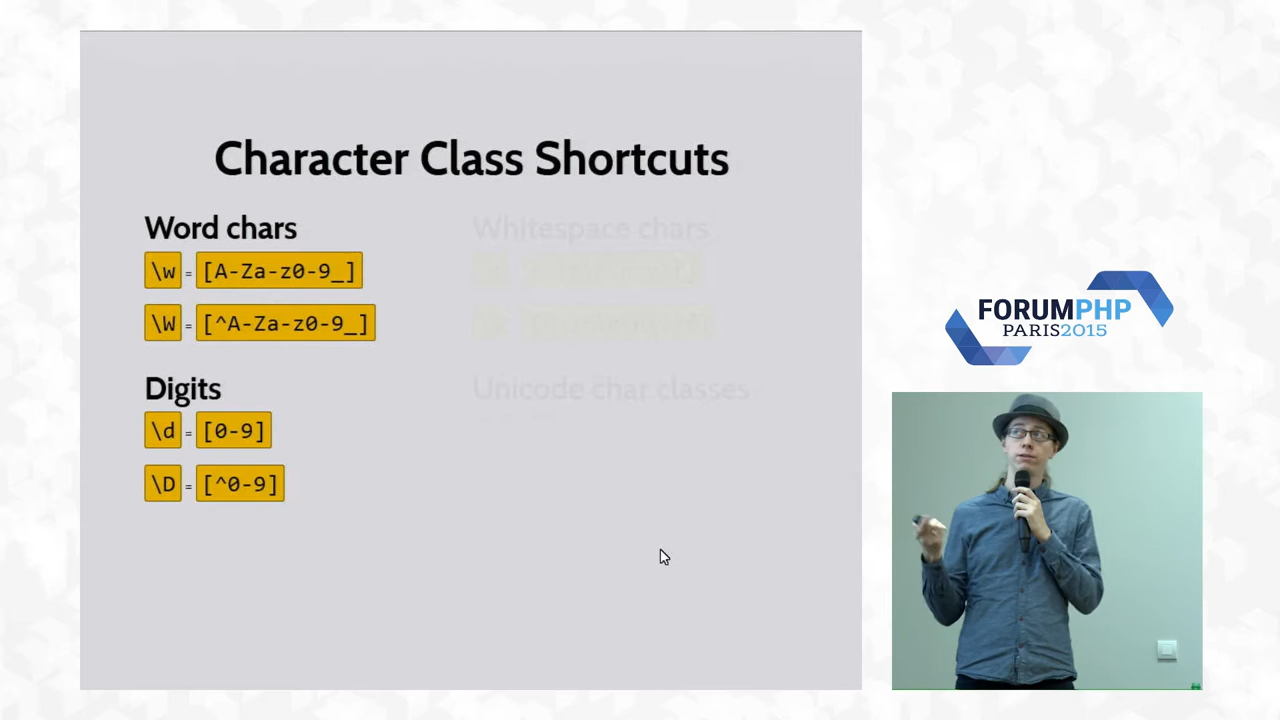 Character Class Shortcuts
Word chars
\w = [A-Za-z0-9_]
\W = [^A-Za-z0-9_]
Digits
\d = [0-9]
\D = [^0-9]
Whitespace chars
Unicode char classes
FORUMPHP
PARIS2015